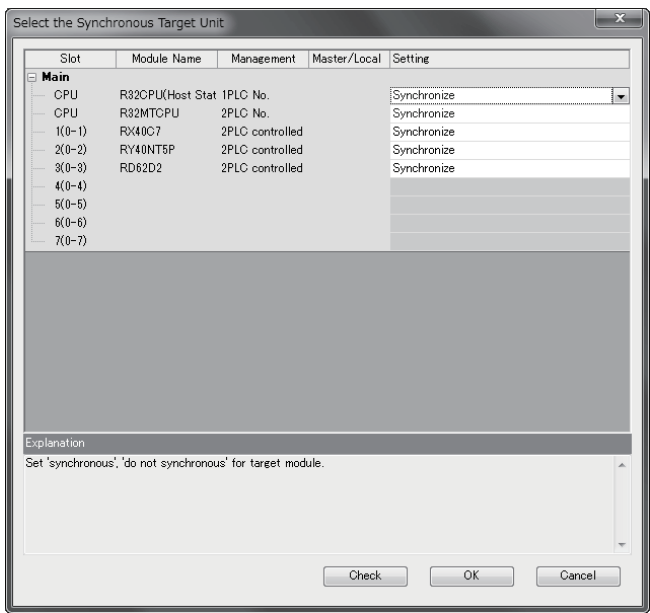 Select the Synchronous Target Unit
Slot Module Name Management Master/Local Setting
Main
CPU R32CPU(Host Stat 1PLC No. Synchronize
CPU R32MTCPU 2PLC No. Synchronize
1(0-1) RX40C7 2PLC controlled Synchronize
2(0-2) RY40NT5P 2PLC controlled Synchronize
3(0-3) RD62D2 2PLC controlled Synchronize
4(0-4)
5(0-5)
6(0-6)
7(0-7)
Explanation
Set 'synchronous', 'do not synchronous' for target module.
Check OK Cancel